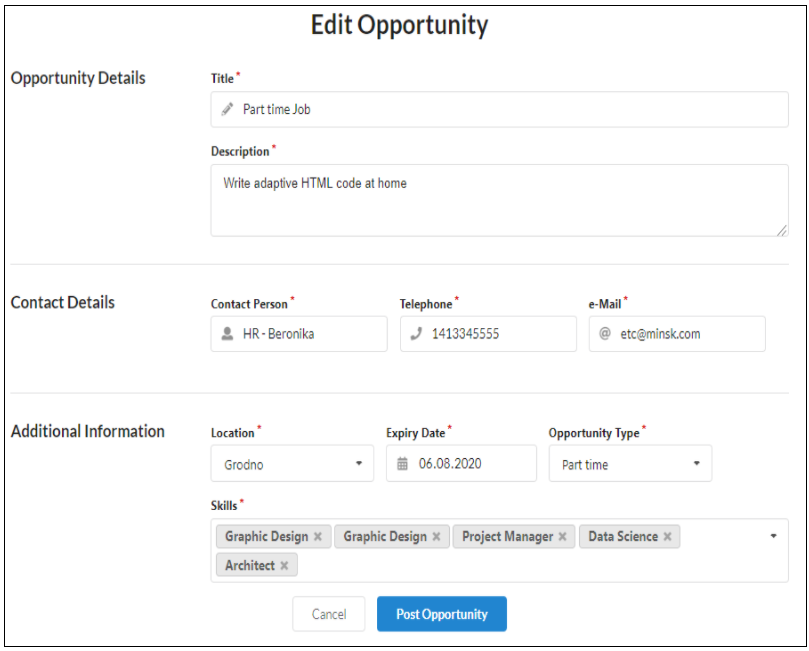 Edit Opportunity
Opportunity Details
Title *
Part time Job
Description *
Write adaptive HTML code at home
Contact Details
Contact Person * Telephone * e-Mail *
HR - Beronika 1413345555 @ etc@minsk.com
Additional Information
Location * Expiry Date * Opportunity Type *
Grodno 06.08.2020 Part time
Skills *
Graphic Design × Graphic Design × Project Manager × Data Science ×
Architect ×
Cancel Post Opportunity